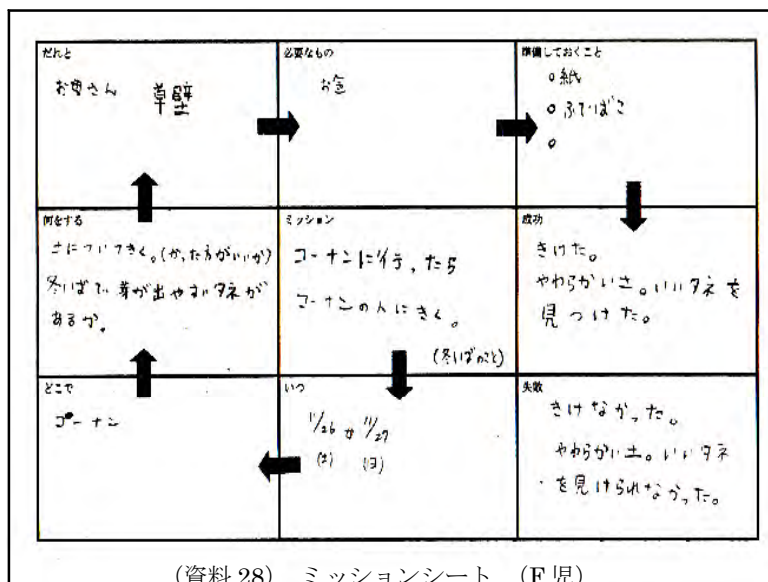 だれと
お母さん 草壁
必要なもの
お金
準備しておくこと
○紙
○ふでばこ
○
何をする
土についてきく。(かった方がいいか)
冬いばで、芽が出やすいタネが
あるか。
ミッション
コーナンに行ったら
コーナンの人にきく。
(冬いばのこと)
成功
きけた。
やわらかい土。いいタネを
見つけた。
どこで
コーナン
いつ
11/26 か 11/27
(土) (日)
失敗
きけなかった。
やわらかい土。いいタネ
を見けられなかった。
(資料28) ミッションシート (F児)